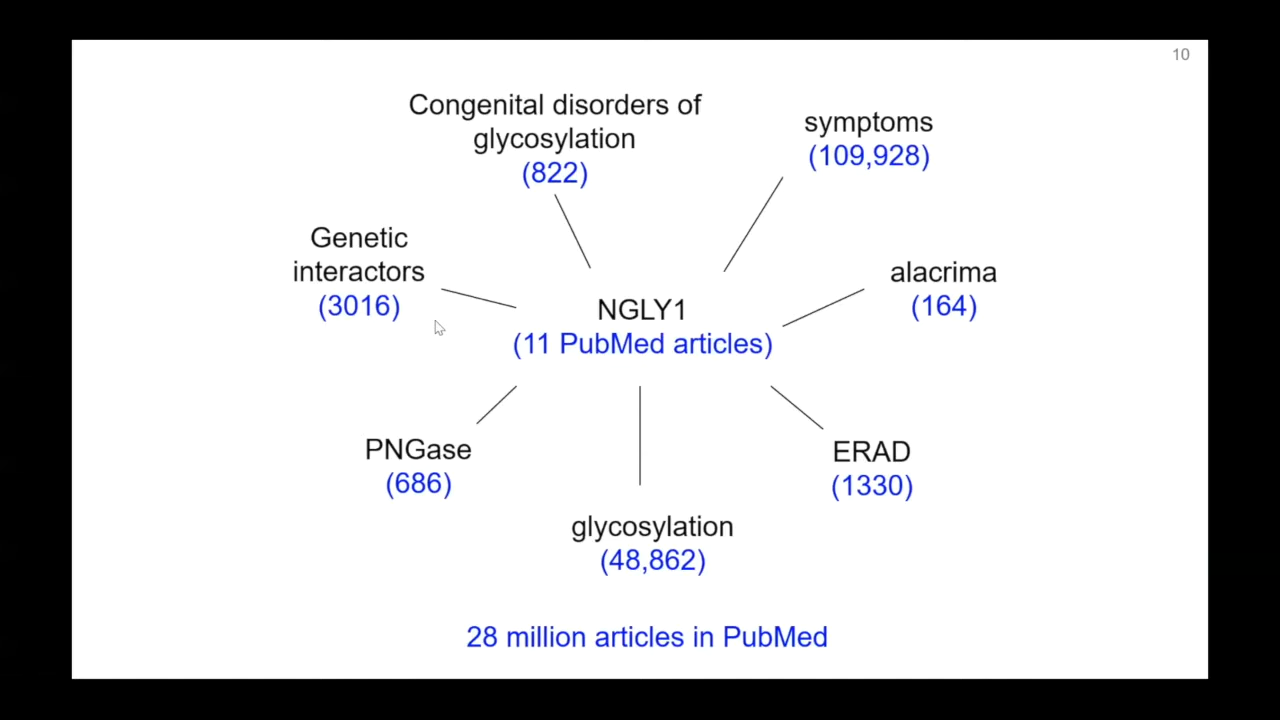 10
Congenital disorders of
glycosylation
(822)
symptoms
(109,928)
Genetic
interactors
(3016)
alacrima
(164)
NGLY1
(11 PubMed articles)
PNGase
(686)
ERAD
(1330)
glycosylation
(48,862)
28 million articles in PubMed